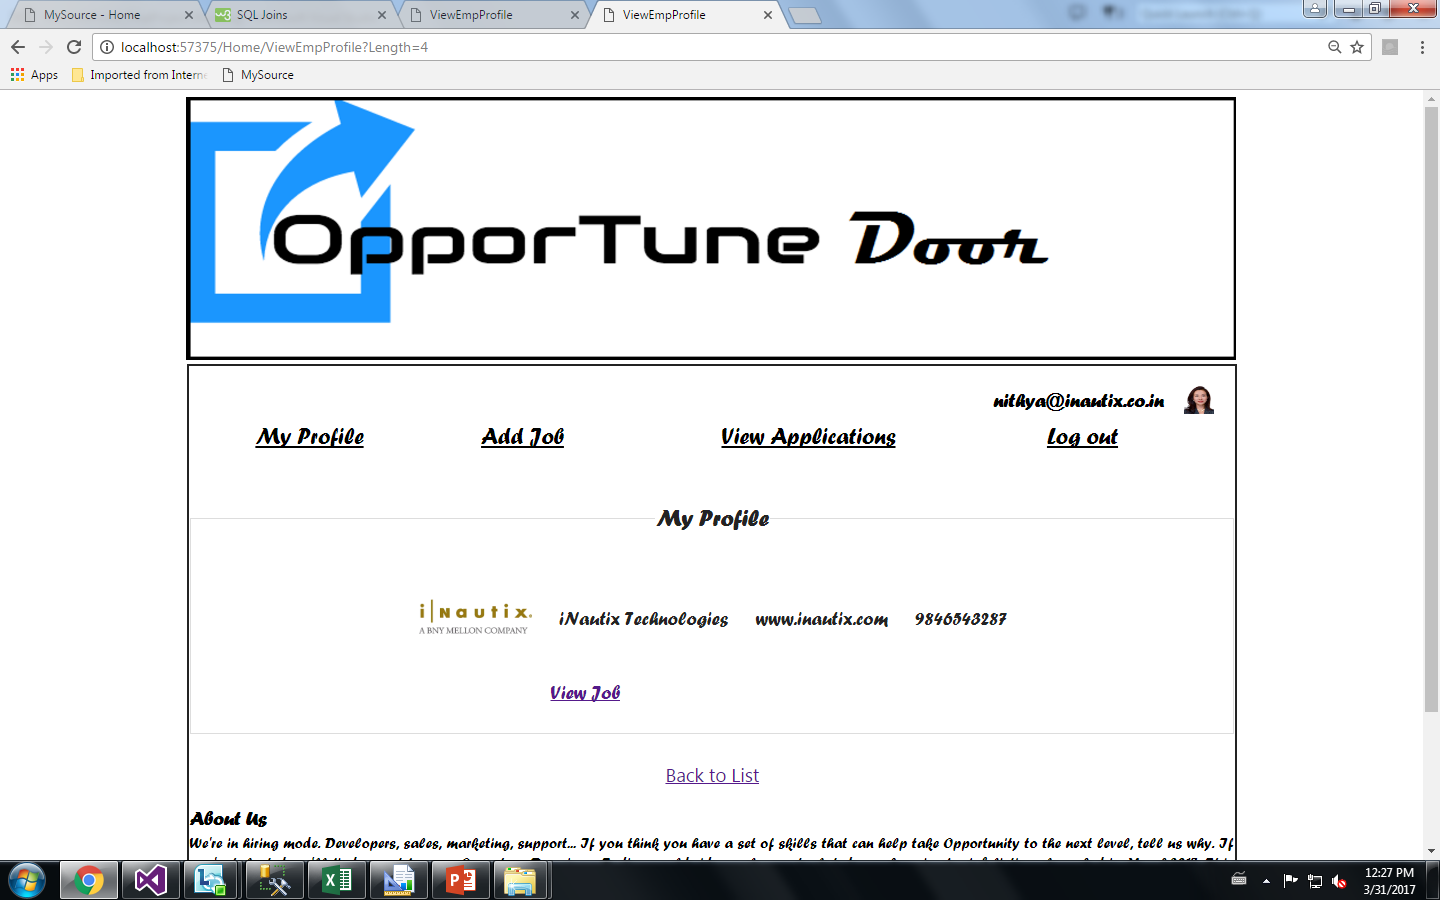 MySource - Home
SQL Joins
ViewEmpProfile
ViewEmpProfile
localhost:57375/Home/ViewEmpProfile?Length=4
Apps
Imported from Intern
MySource
OpporTune Door
nithya@inautix.co.in
My Profile
Add Job
View Applications
Log out
My Profile
i|Nautix.
A BNY MELLON COMPANY
iNautix Technologies
www.inautix.com
9846543287
View Job
Back to List
About Us
We're in hiring mode. Developers, sales, marketing, support... If you think you have a set of skills that can help take Opportunity to the next level, tell us why. If
12:27 PM
3/31/2017